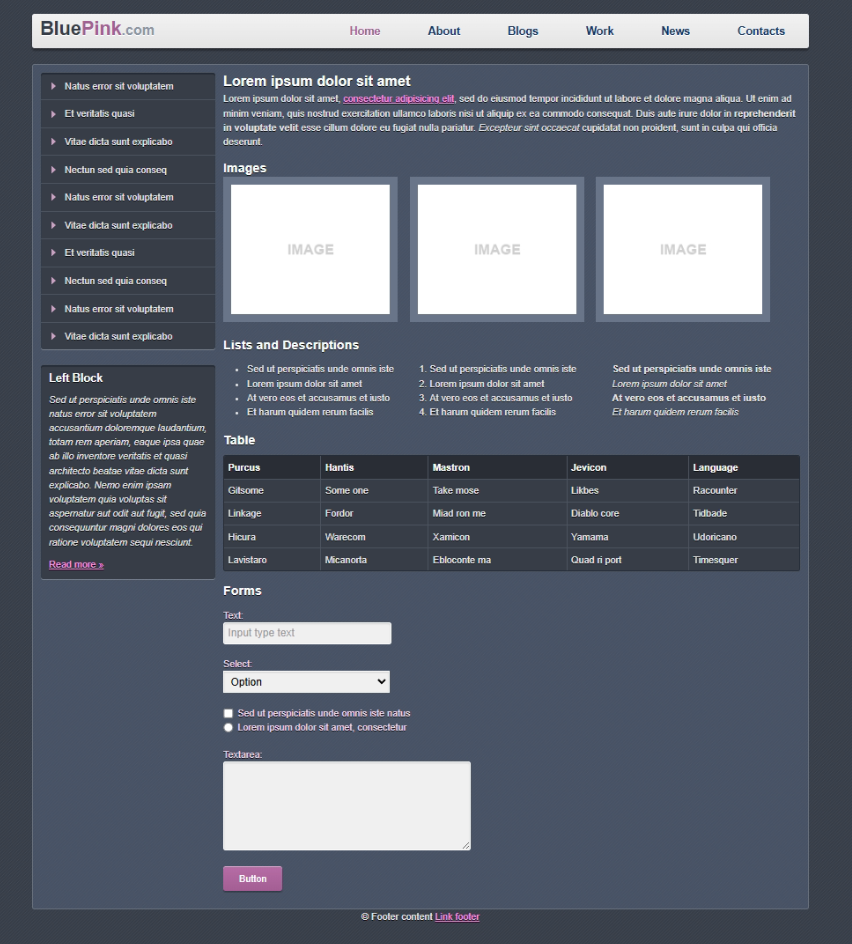 BluePink.com
Home About Blogs Work News Contacts
Natus error sit voluptatem
Et veritatis quasi
Vitae dicta sunt explicabo
Nectun sed quia conseq
Natus error sit voluptatem
Vitae dicta sunt explicabo
Et veritatis quasi
Nectun sed quia conseq
Natus error sit voluptatem
Vitae dicta sunt explicabo
Left Block
Sed ut perspiciatis unde omnis iste
natus error sit voluptatem
accusantium doloremque laudantium,
totam rem aperiam, eaque ipsa quae
ab illo inventore veritatis et quasi
architecto beatae vitae dicta sunt
explicabo. Nemo enim ipsam
voluptatem quia voluptas sit
aspernatur aut odit aut fugit, sed quia
consequuntur magni dolores eos qui
ratione voluptatem sequi nesciunt.
Read more »
Lorem ipsum dolor sit amet
Lorem ipsum dolor sit amet, consectetur adipisicing elit, sed do eiusmod tempor incididunt ut labore et dolore magna aliqua. Ut enim ad
minim veniam, quis nostrud exercitation ullamco laboris nisi ut aliquip ex ea commodo consequat. Duis aute irure dolor in reprehenderit
in voluptate velit esse cillum dolore eu fugiat nulla pariatur. Excepteur sint occaecat cupidatat non proident, sunt in culpa qui officia
deserunt.
Images
IMAGE IMAGE IMAGE
Lists and Descriptions
• Sed ut perspiciatis unde omnis iste
• Lorem ipsum dolor sit amet
• At vero eos et accusamus et iusto
• Et harum quidem rerum facilis
1. Sed ut perspiciatis unde omnis iste
2. Lorem ipsum dolor sit amet
3. At vero eos et accusamus et iusto
4. Et harum quidem rerum facilis
Sed ut perspiciatis unde omnis iste
Lorem ipsum dolor sit amet
At vero eos et accusamus et iusto
Et harum quidem rerum facilis
Table
Purcus Hantis Mastron Jevicon Language
Gitsome Some one Take mose Likbes Racounter
Linkage Fordor Miad ron me Diablo core Tidbade
Hicura Warecom Xamicon Yamama Udoricano
Lavistaro Micanorta Ebloconte ma Quad ri port Timesquer
Forms
Text:
Input type text
Select:
Option
Sed ut perspiciatis unde omnis iste natus
Lorem ipsum dolor sit amet, consectetur
Textarea:
Button
© Footer content Link footer